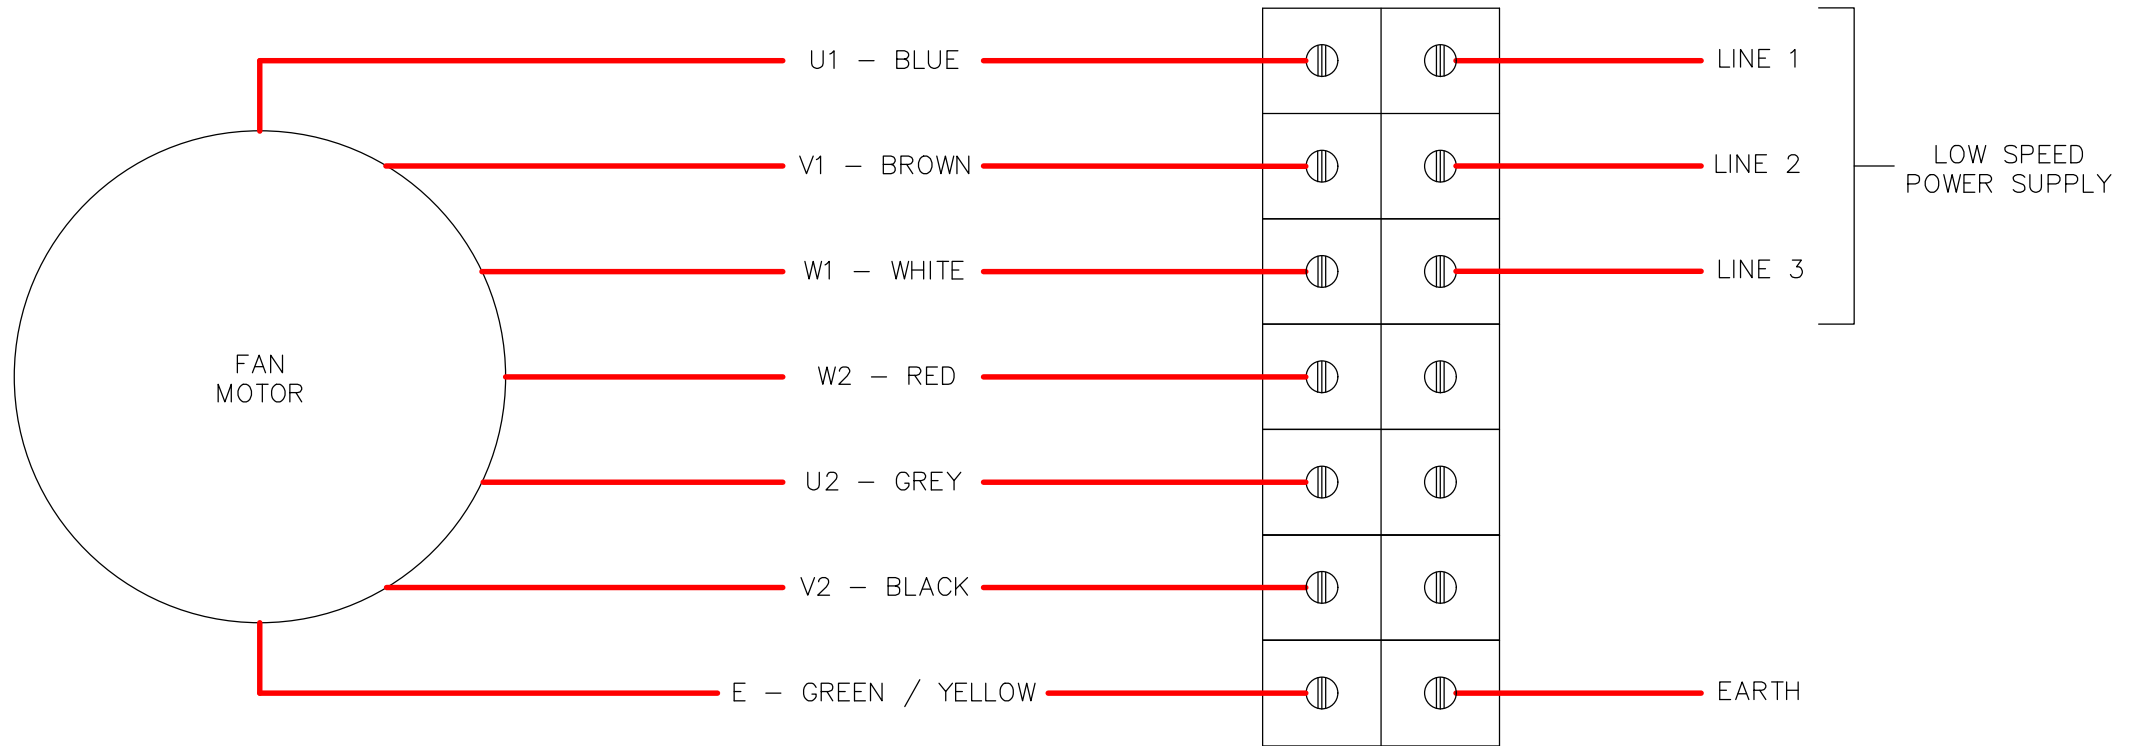 U1 - BLUE
LINE 1
V1 - BROWN
LINE 2
LOW SPEED
POWER SUPPLY
W1 - WHITE
LINE 3
FAN
MOTOR
W2 - RED
U2 - GREY
V2 - BLACK
E - GREEN / YELLOW
EARTH